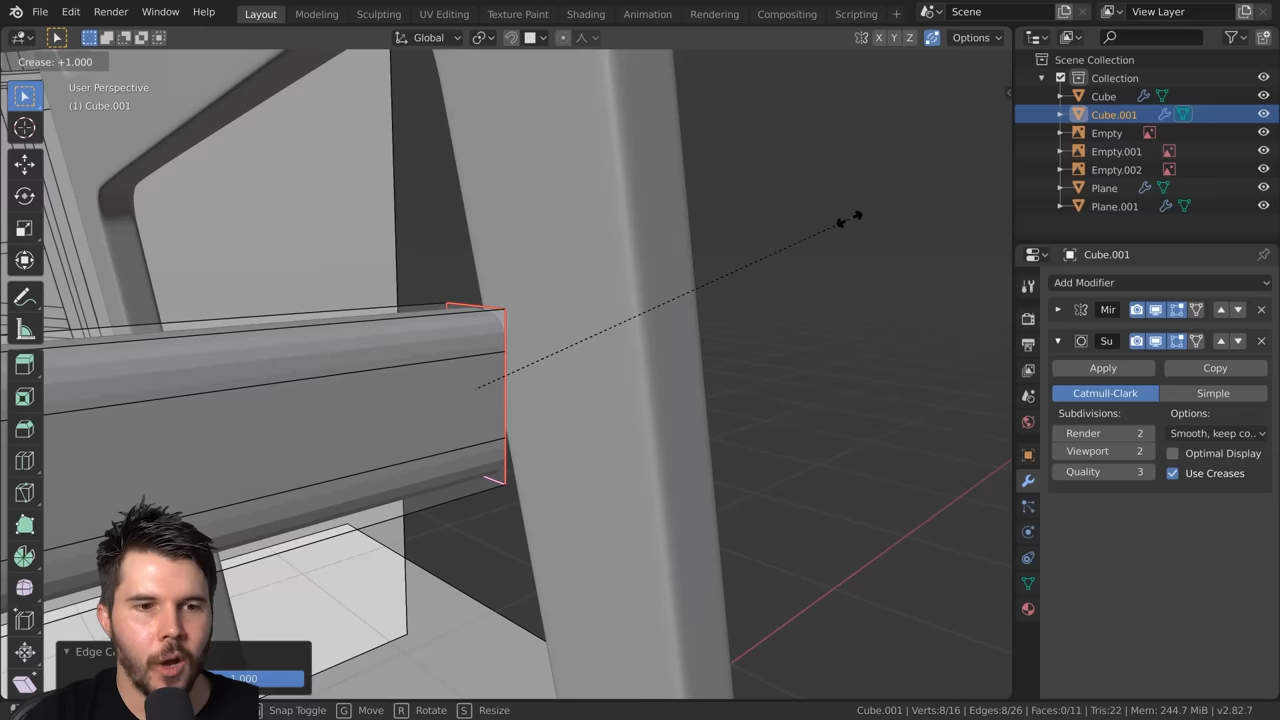 File Edit Render Window Help Layout Modeling Sculpting UV Editing Texture Paint Shading Animation Rendering Compositing Scripting + Scene View Layer
Global X Y Z Options
Crease: +1.000
User Perspective
(1) Cube.001
Scene Collection
Collection
Cube
Cube.001
Empty
Empty.001
Empty.002
Plane
Plane.001
Cube.001
Add Modifier
Mir
Su
Apply Copy
Catmull-Clark Simple
Subdivisions: Options:
Render 2 Smooth, keep co..
Viewport 2 Optimal Display
Quality 3 Use Creases
Edge C
1.000
Snap Toggle G Move R Rotate S Resize Cube.001 | Verts:8/16 | Edges:8/26 | Faces:0/11 | Tris:22 | Mem: 244.7 MiB | v2.82.7